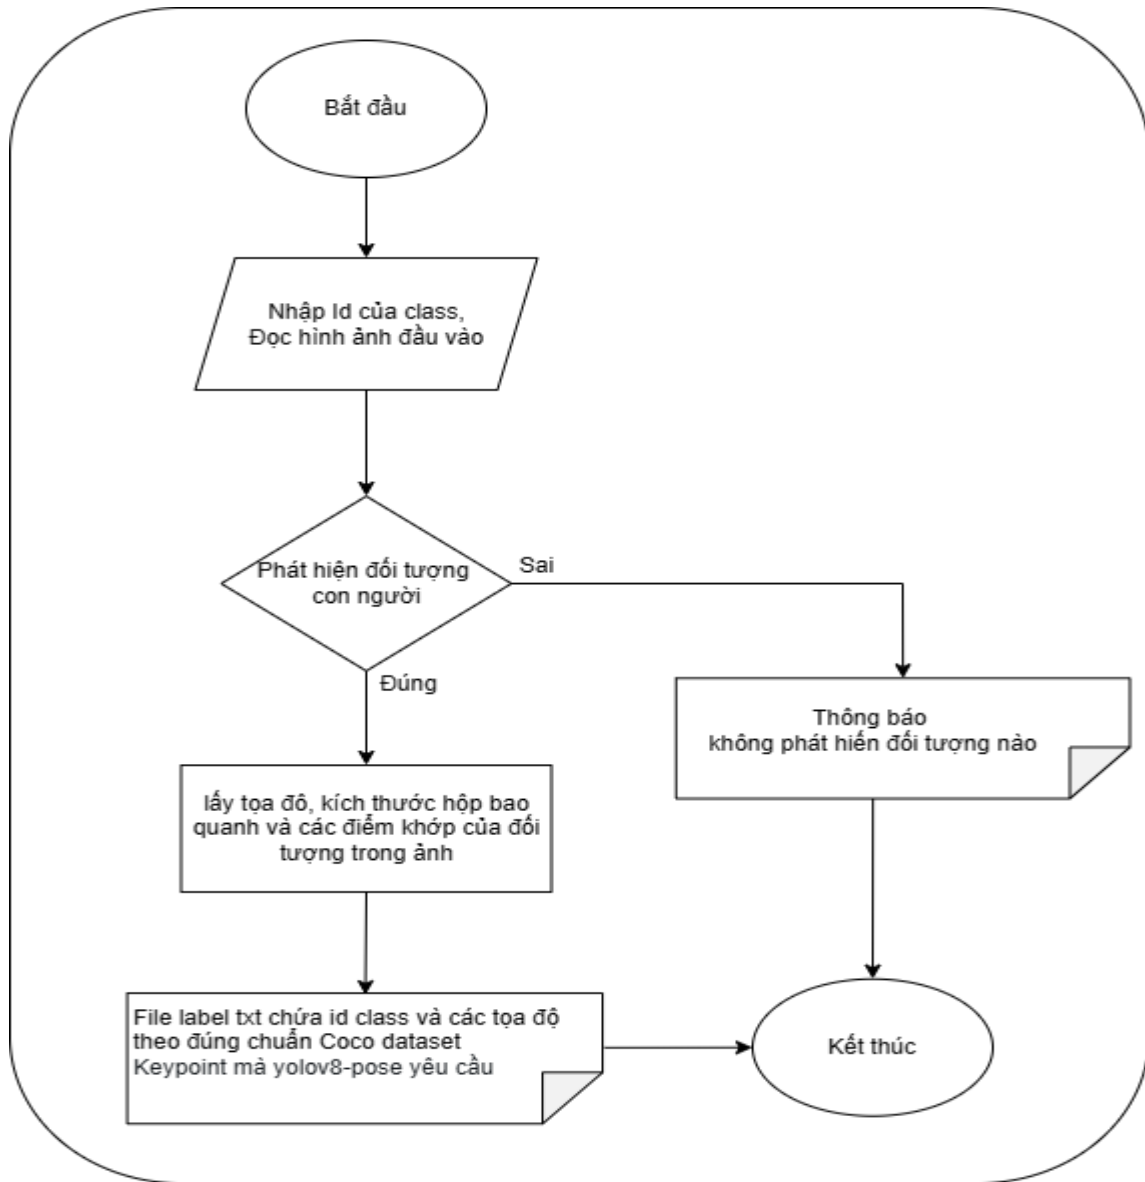 Bắt đầu
Nhập Id của class,
Đọc hình ảnh đầu vào
Phát hiện đối tượng
con người
Sai
Đúng
Thông báo
không phát hiến đối tượng nào
lấy tọa đô, kích thước hộp bao
quanh và các điểm khớp của đối
tượng trong ảnh
File label txt chứa id class và các tọa độ
theo đúng chuẩn Coco dataset
Keypoint mà yolov8-pose yêu cầu
Kết thúc